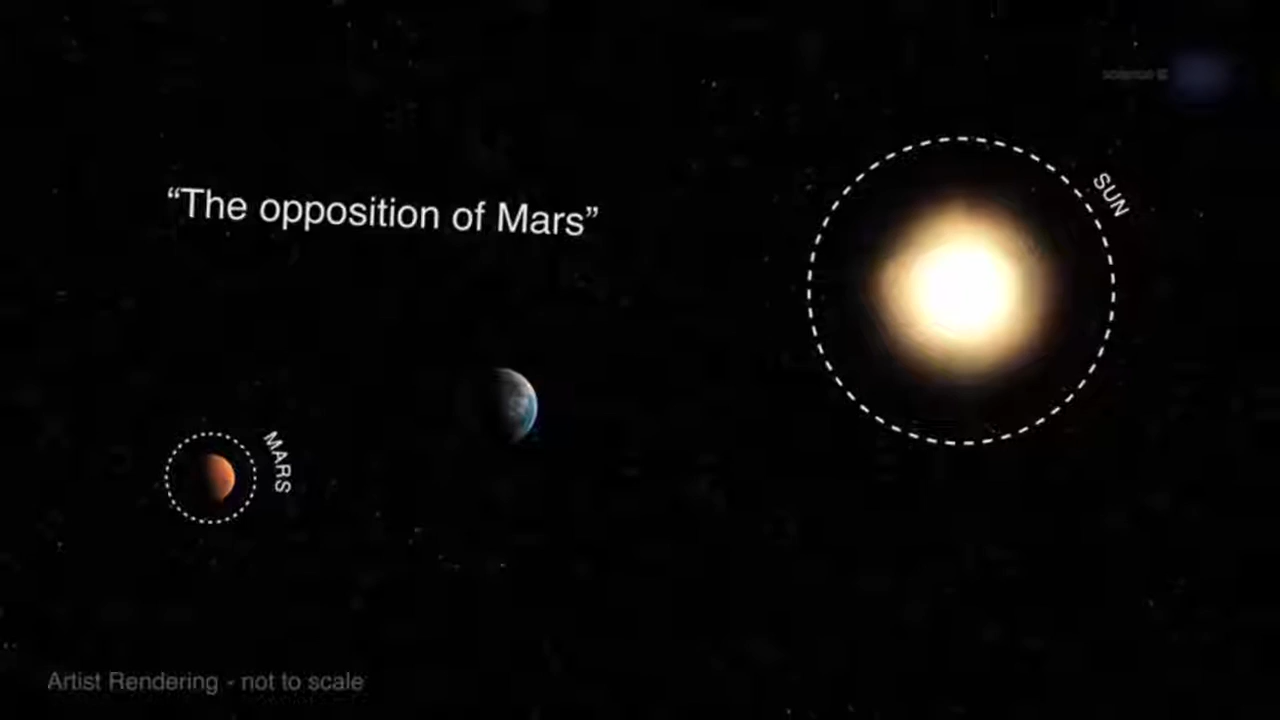 “The opposition of Mars”
SUN
MARS
Artist Rendering - not to scale